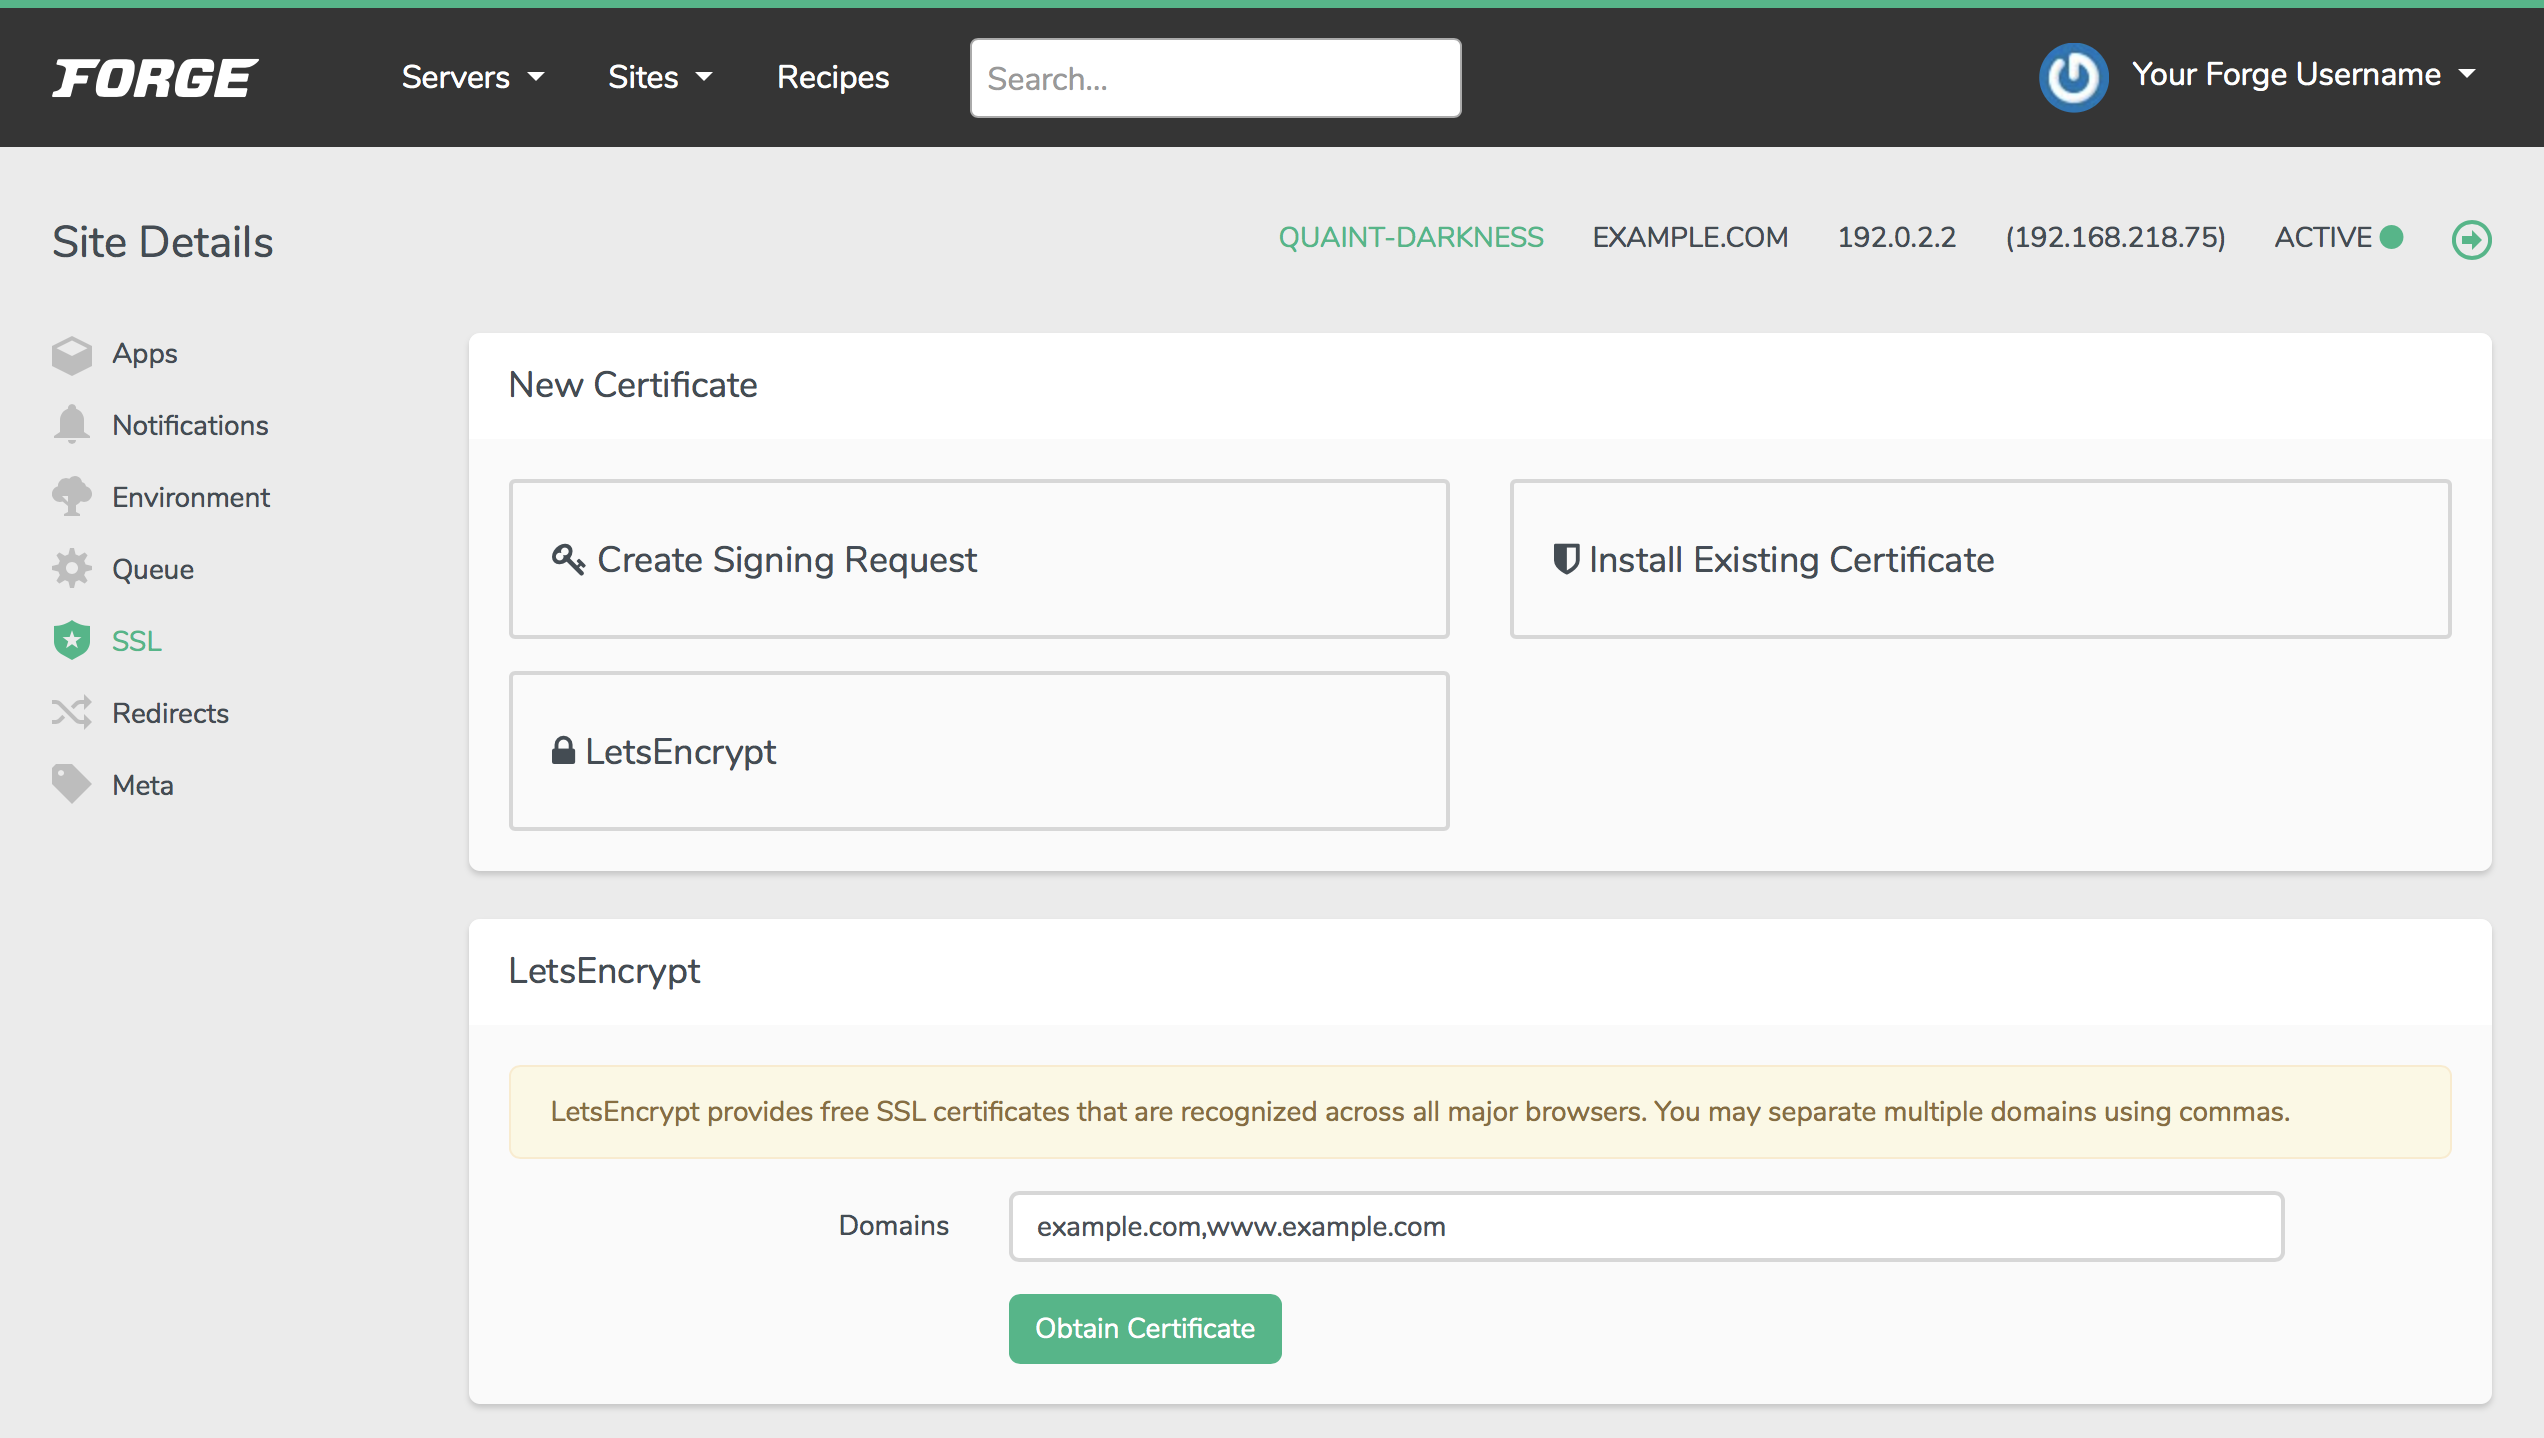 FORGE
Servers
Sites
Recipes
Search...
Your Forge Username
Site Details
QUAINT-DARKNESS
EXAMPLE.COM
192.0.2.2
(192.168.218.75)
ACTIVE
Apps
Notifications
Environment
Queue
SSL
Redirects
Meta
New Certificate
Create Signing Request
Install Existing Certificate
LetsEncrypt
LetsEncrypt
LetsEncrypt provides free SSL certificates that are recognized across all major browsers. You may separate multiple domains using commas.
Domains
example.com,www.example.com
Obtain Certificate